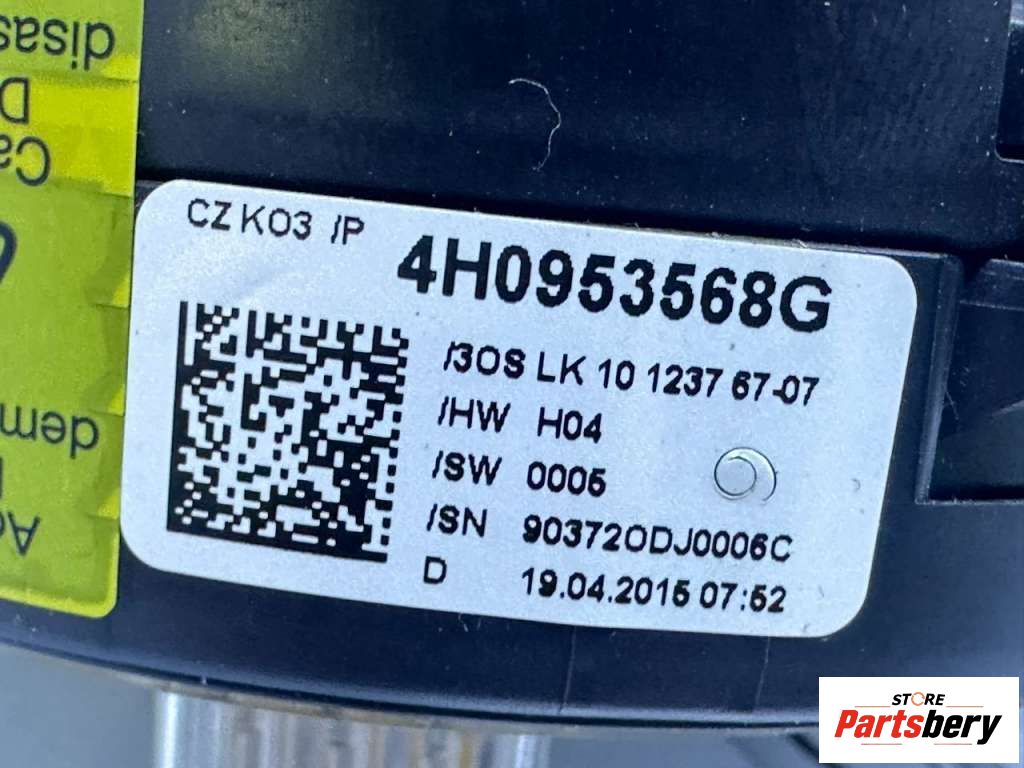 disas
D
Ca
dem
Ac
CZ K03 /P
4H0953568G
/3OS LK 10 1237 67-07
/HW H04
/SW 0005
/SN 903720DJ0006C
D 19.04.2015 07:52
STORE
Partsbery